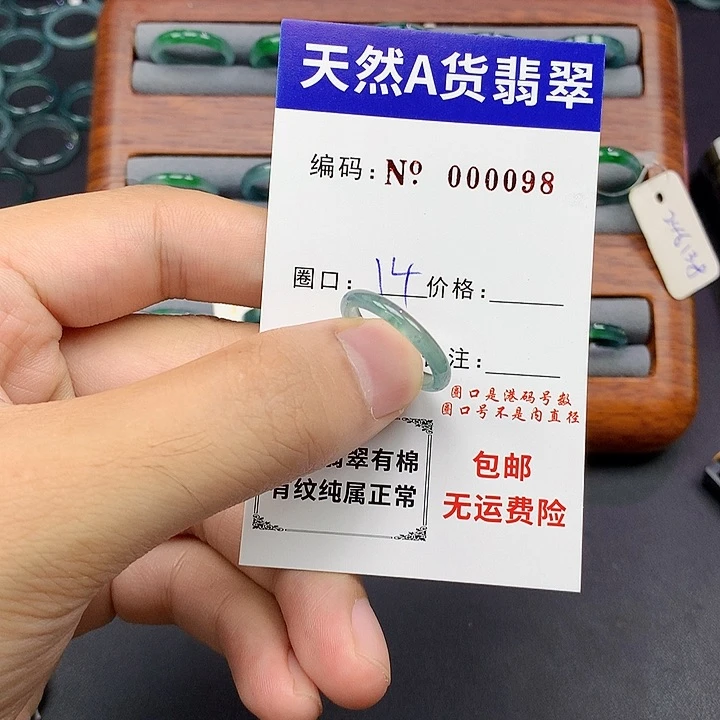 天然A货翡翠
编码：Nº 000098
圈口：14 价格：
注：
圈口是港码号数
圈口号不是内直径
翡翠有棉
有纹纯属正常
包邮
无运费险